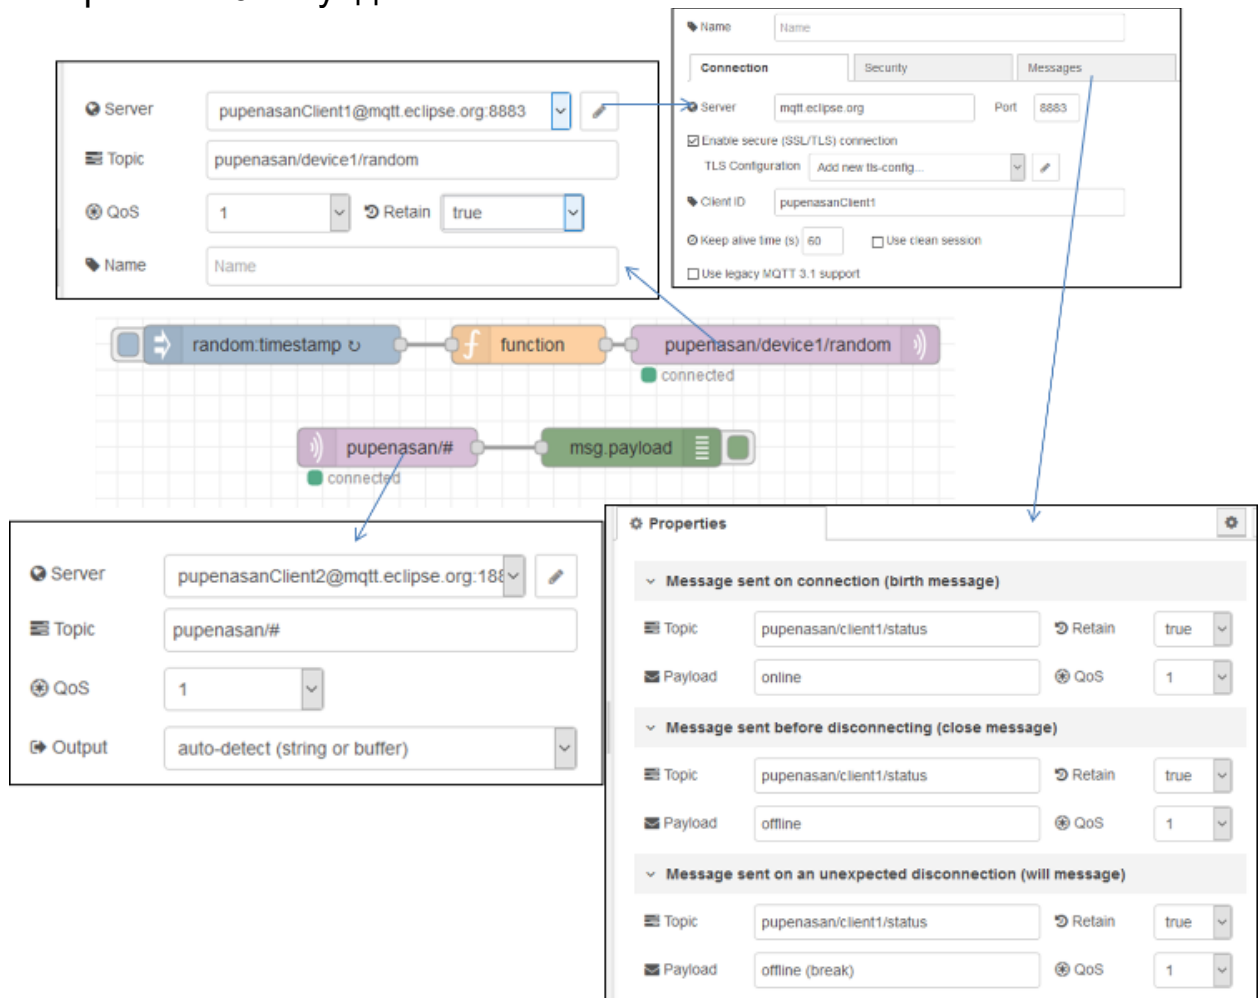 Server pupenasanClient1@mqtt.eclipse.org:8883
Topic pupenasan/device1/random
QoS 1 Retain true
Name Name
Name Name
Connection Security Messages
Server mqtt.eclipse.org Port 8883
Enable secure (SSL/TLS) connection
TLS Configuration Add new tls-config...
Client ID pupenasanClient1
Keep alive time (s) 60 Use clean session
Use legacy MQTT 3.1 support
random:timestamp ↻ function pupenasan/device1/random
connected
pupenasan/# msg.payload
connected
Server pupenasanClient2@mqtt.eclipse.org:188
Topic pupenasan/#
QoS 1
Output auto-detect (string or buffer)
Properties
Message sent on connection (birth message)
Topic pupenasan/client1/status Retain true
Payload online QoS 1
Message sent before disconnecting (close message)
Topic pupenasan/client1/status Retain true
Payload offline QoS 1
Message sent on an unexpected disconnection (will message)
Topic pupenasan/client1/status Retain true
Payload offline (break) QoS 1